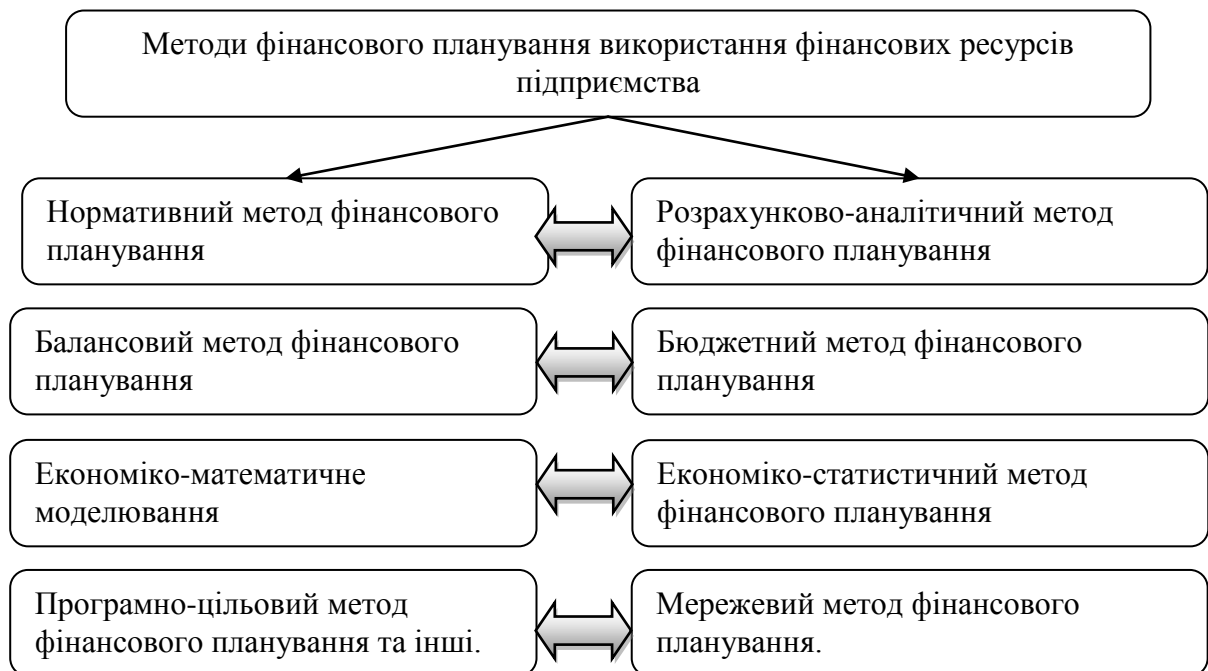 Методи фінансового планування використання фінансових ресурсів
підприємства
Нормативний метод фінансового
планування
Розрахунково-аналітичний метод
фінансового планування
Балансовий метод фінансового
планування
Бюджетний метод фінансового
планування
Економіко-математичне
моделювання
Економіко-статистичний метод
фінансового планування
Програмно-цільовий метод
фінансового планування та інші.
Мережевий метод фінансового
планування.